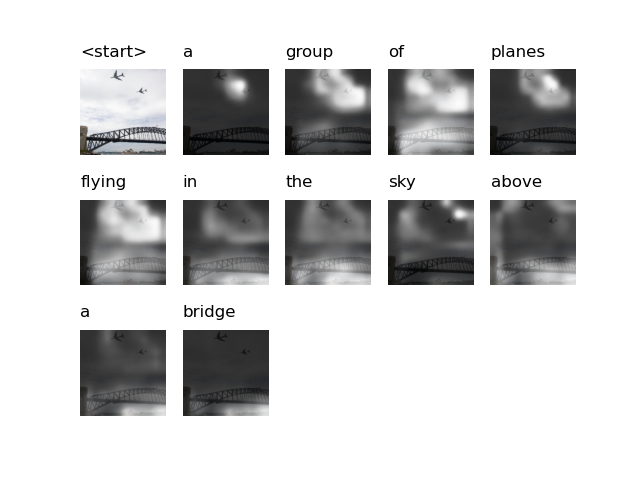 <start> a group of planes
flying in the sky above
a bridge